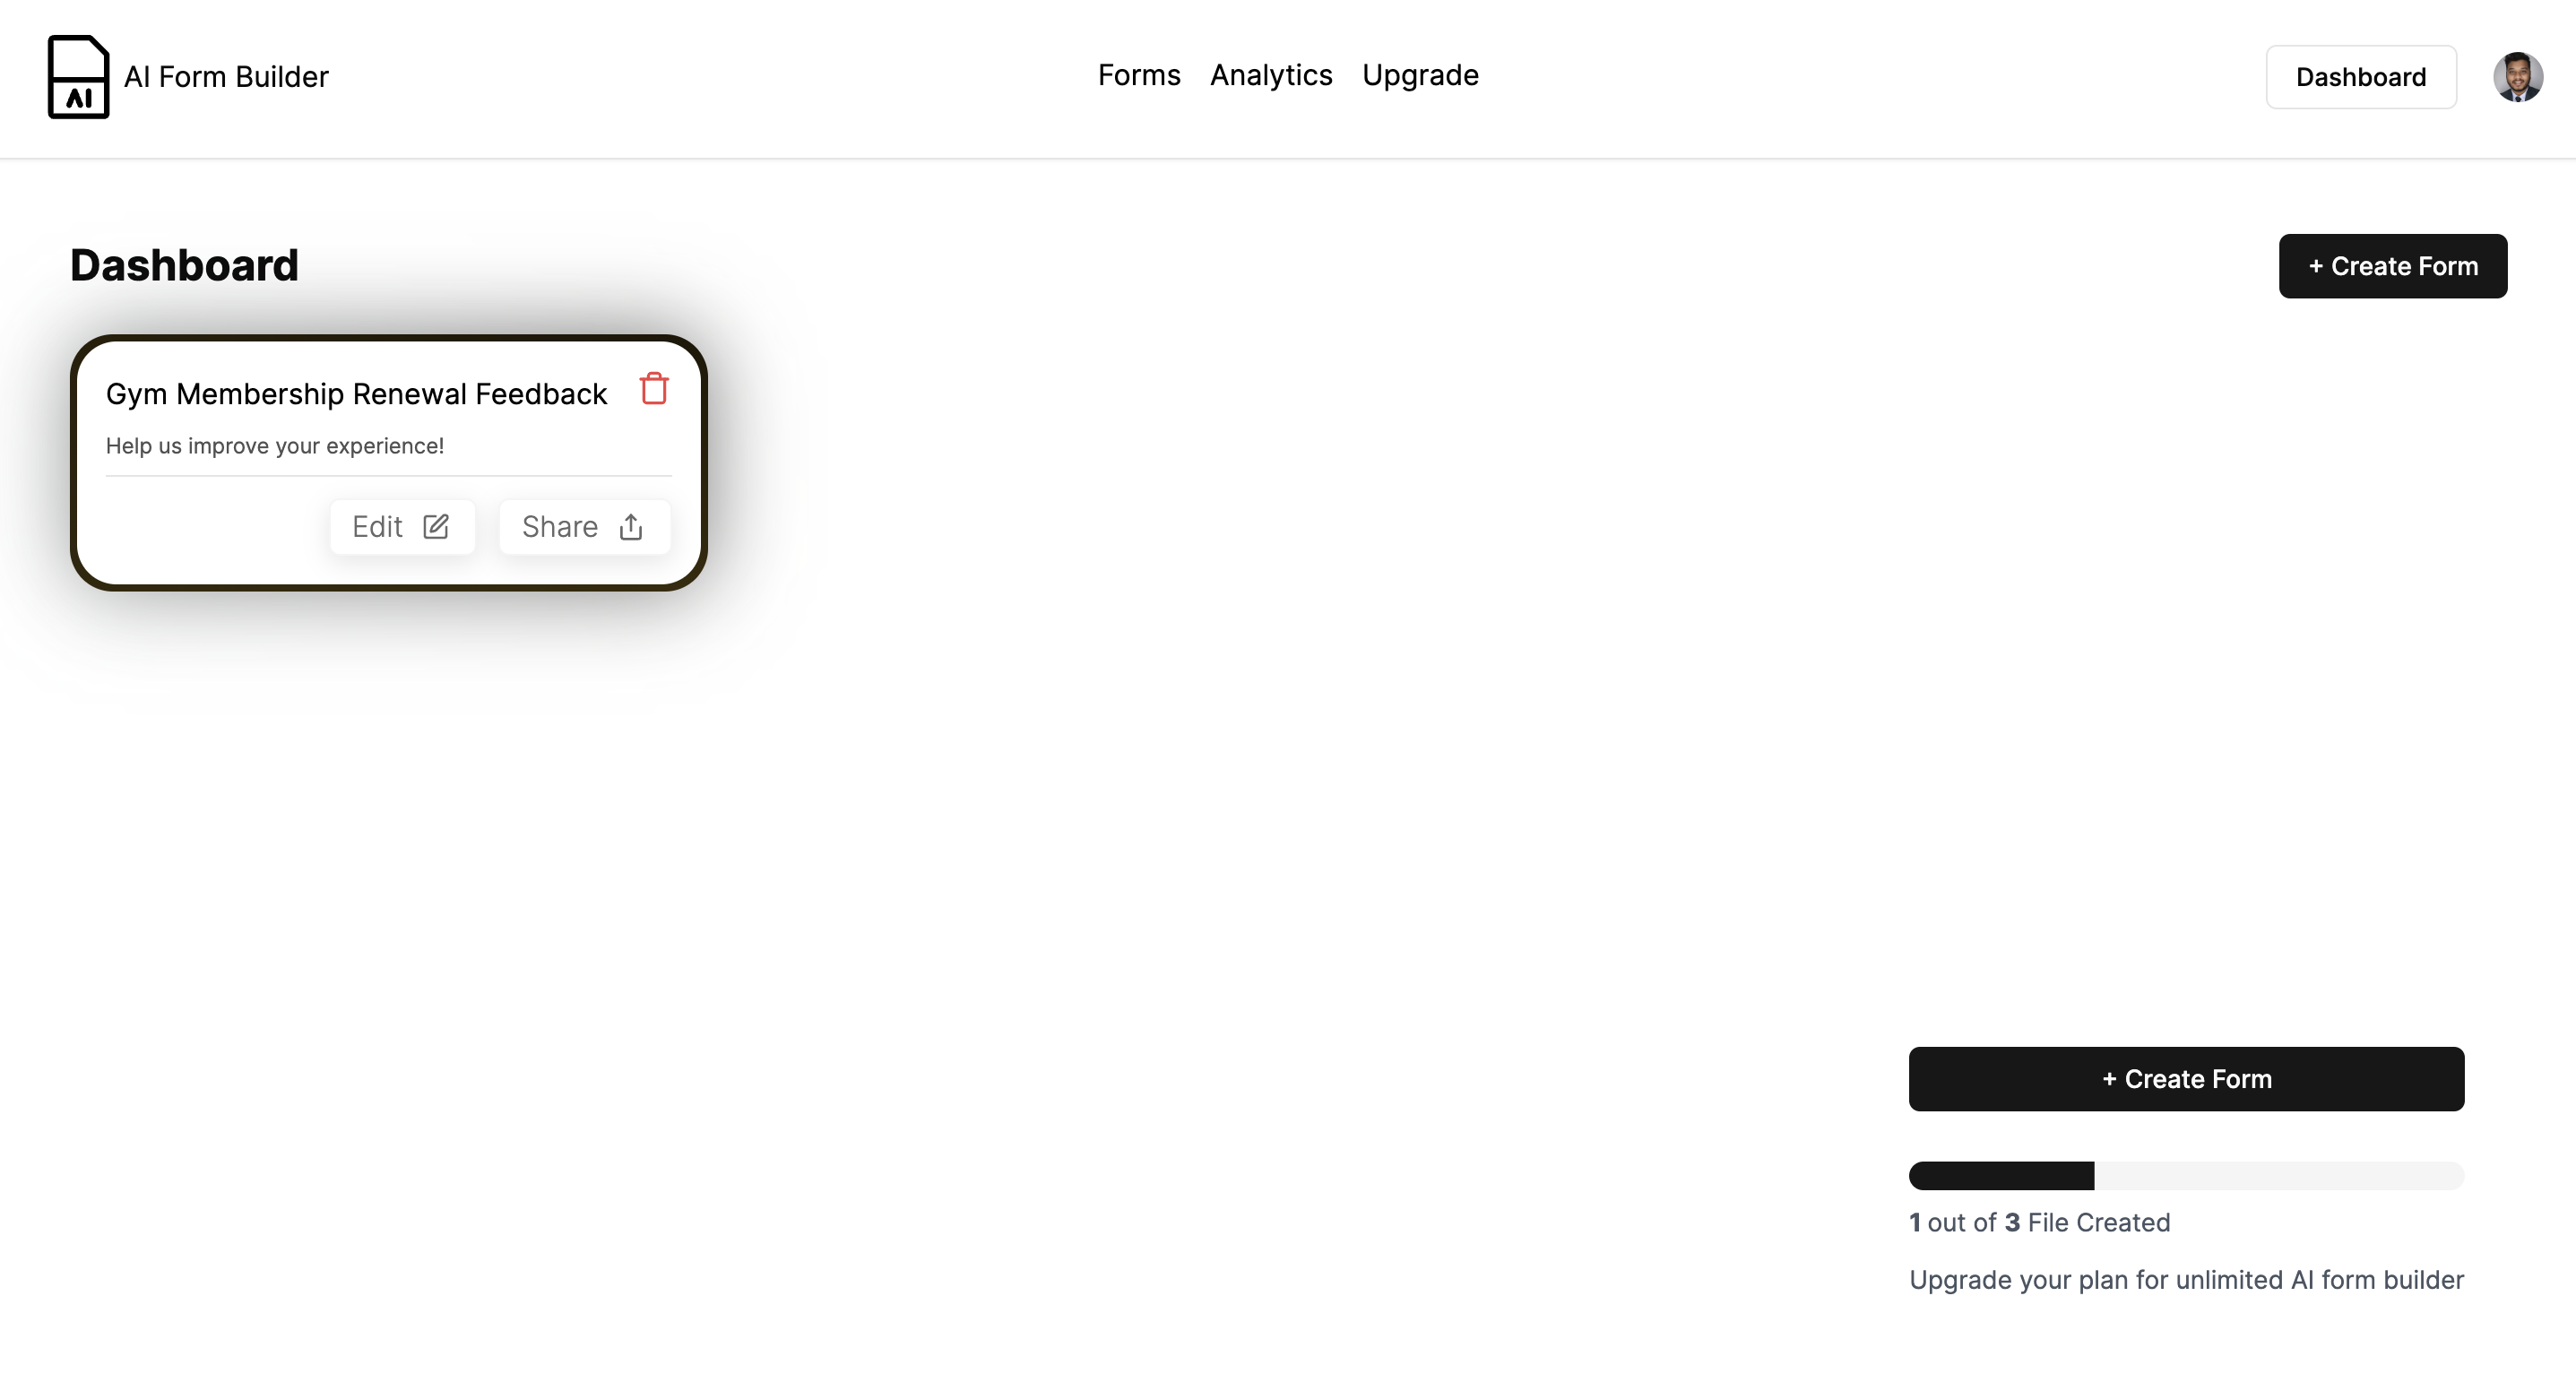 AI
AI Form Builder
Forms Analytics Upgrade
Dashboard
Dashboard
+ Create Form
Gym Membership Renewal Feedback
Help us improve your experience!
Edit Share
+ Create Form
1 out of 3 File Created
Upgrade your plan for unlimited AI form builder